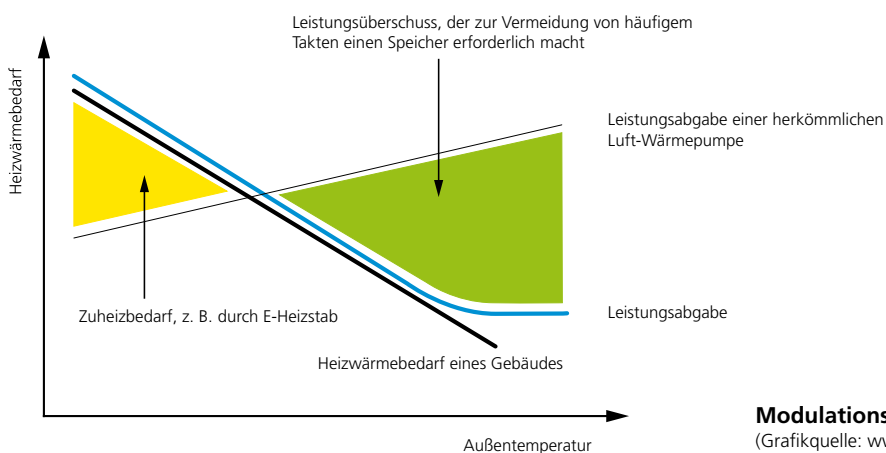 Leistungsüberschuss, der zur Vermeidung von häufigem
Takten einen Speicher erforderlich macht
Heizwärmebedarf
Leistungsabgabe einer herkömmlichen
Luft-Wärmepumpe
Zuheizbedarf, z. B. durch E-Heizstab
Leistungsabgabe
Heizwärmebedarf eines Gebäudes
Außentemperatur
Modulations
(Grafikquelle: wv